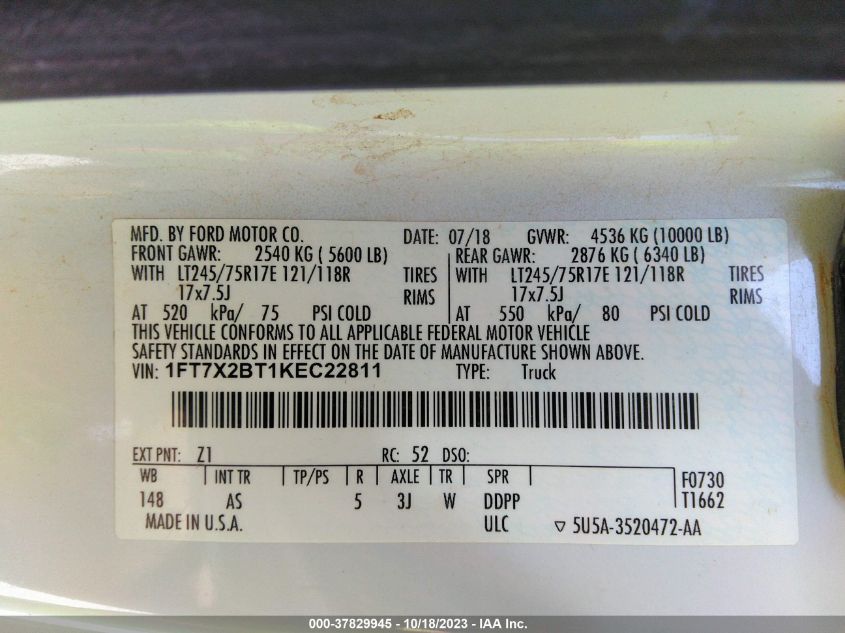 MFD. BY FORD MOTOR CO. DATE: 07/18 GVWR: 4536 KG (10000 LB)
FRONT GAWR: 2540 KG ( 5600 LB) REAR GAWR: 2876 KG ( 6340 LB)
WITH LT245/75R17E 121/118R TIRES WITH LT245/75R17E 121/118R TIRES
17x7.5J RIMS 17x7.5J RIMS
AT 520 kPa/ 75 PSI COLD AT 550 kPa/ 80 PSI COLD
THIS VEHICLE CONFORMS TO ALL APPLICABLE FEDERAL MOTOR VEHICLE
SAFETY STANDARDS IN EFFECT ON THE DATE OF MANUFACTURE SHOWN ABOVE.
VIN: 1FT7X2BT1KEC22811 TYPE: Truck
EXT PNT: Z1 RC: 52 DSO:
WB INT TR TP/PS R AXLE TR SPR F0730
148 AS 5 3J W DDPP T1662
MADE IN U.S.A. ULC ▽ 5U5A-3520472-AA
000-37829945 - 10/18/2023 - IAA Inc.